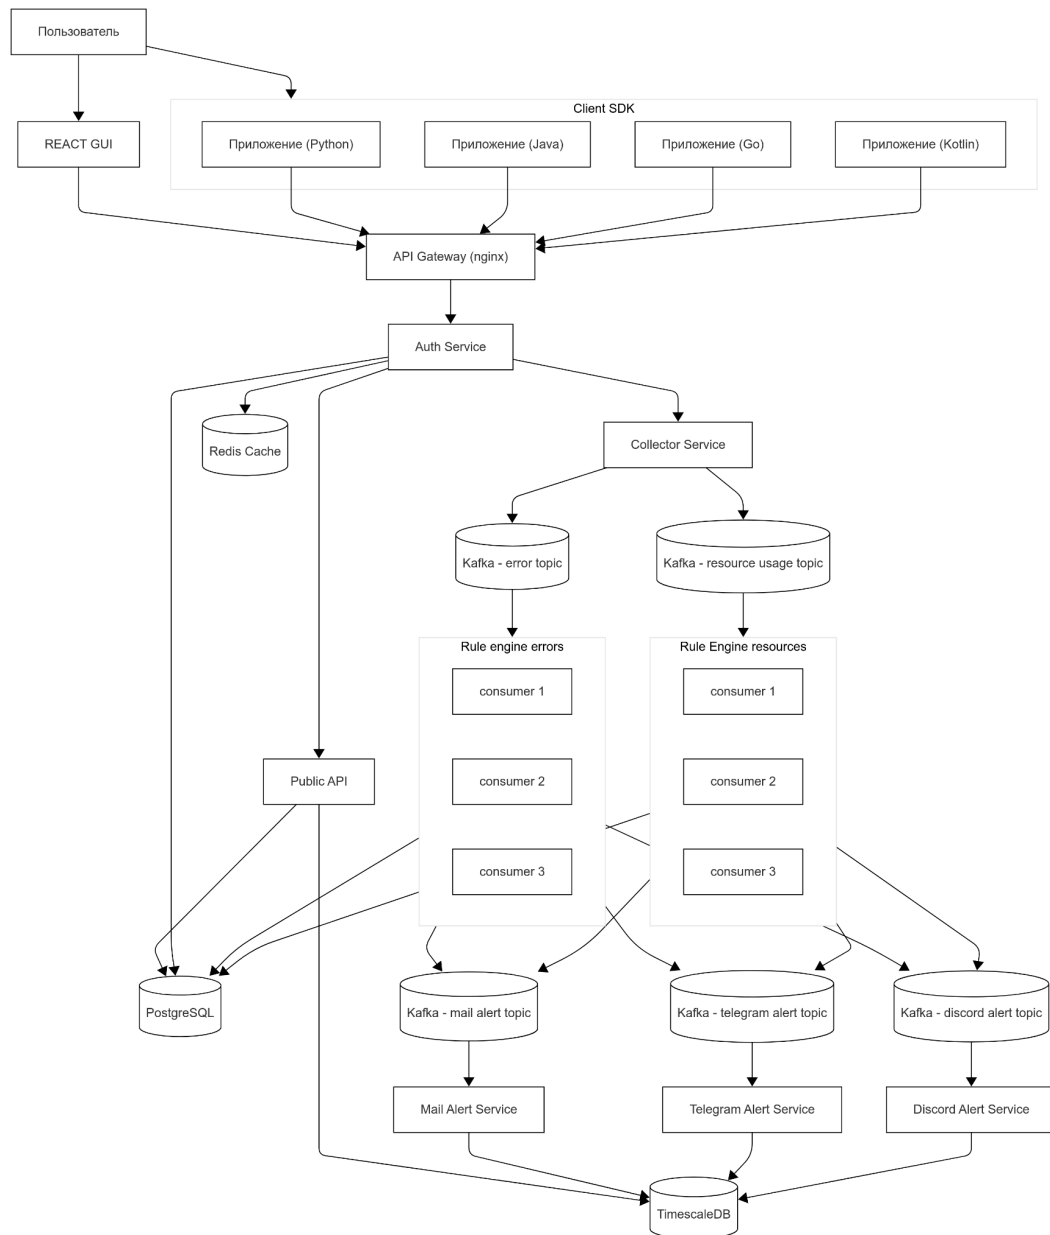 Пользователь
Client SDK
REACT GUI
Приложение (Python)
Приложение (Java)
Приложение (Go)
Приложение (Kotlin)
API Gateway (nginx)
Auth Service
Redis Cache
Collector Service
Kafka - error topic
Kafka - resource usage topic
Rule engine errors
Rule Engine resources
consumer 1
consumer 1
Public API
consumer 2
consumer 2
consumer 3
consumer 3
PostgreSQL
Kafka - mail alert topic
Kafka - telegram alert topic
Kafka - discord alert topic
Mail Alert Service
Telegram Alert Service
Discord Alert Service
TimescaleDB